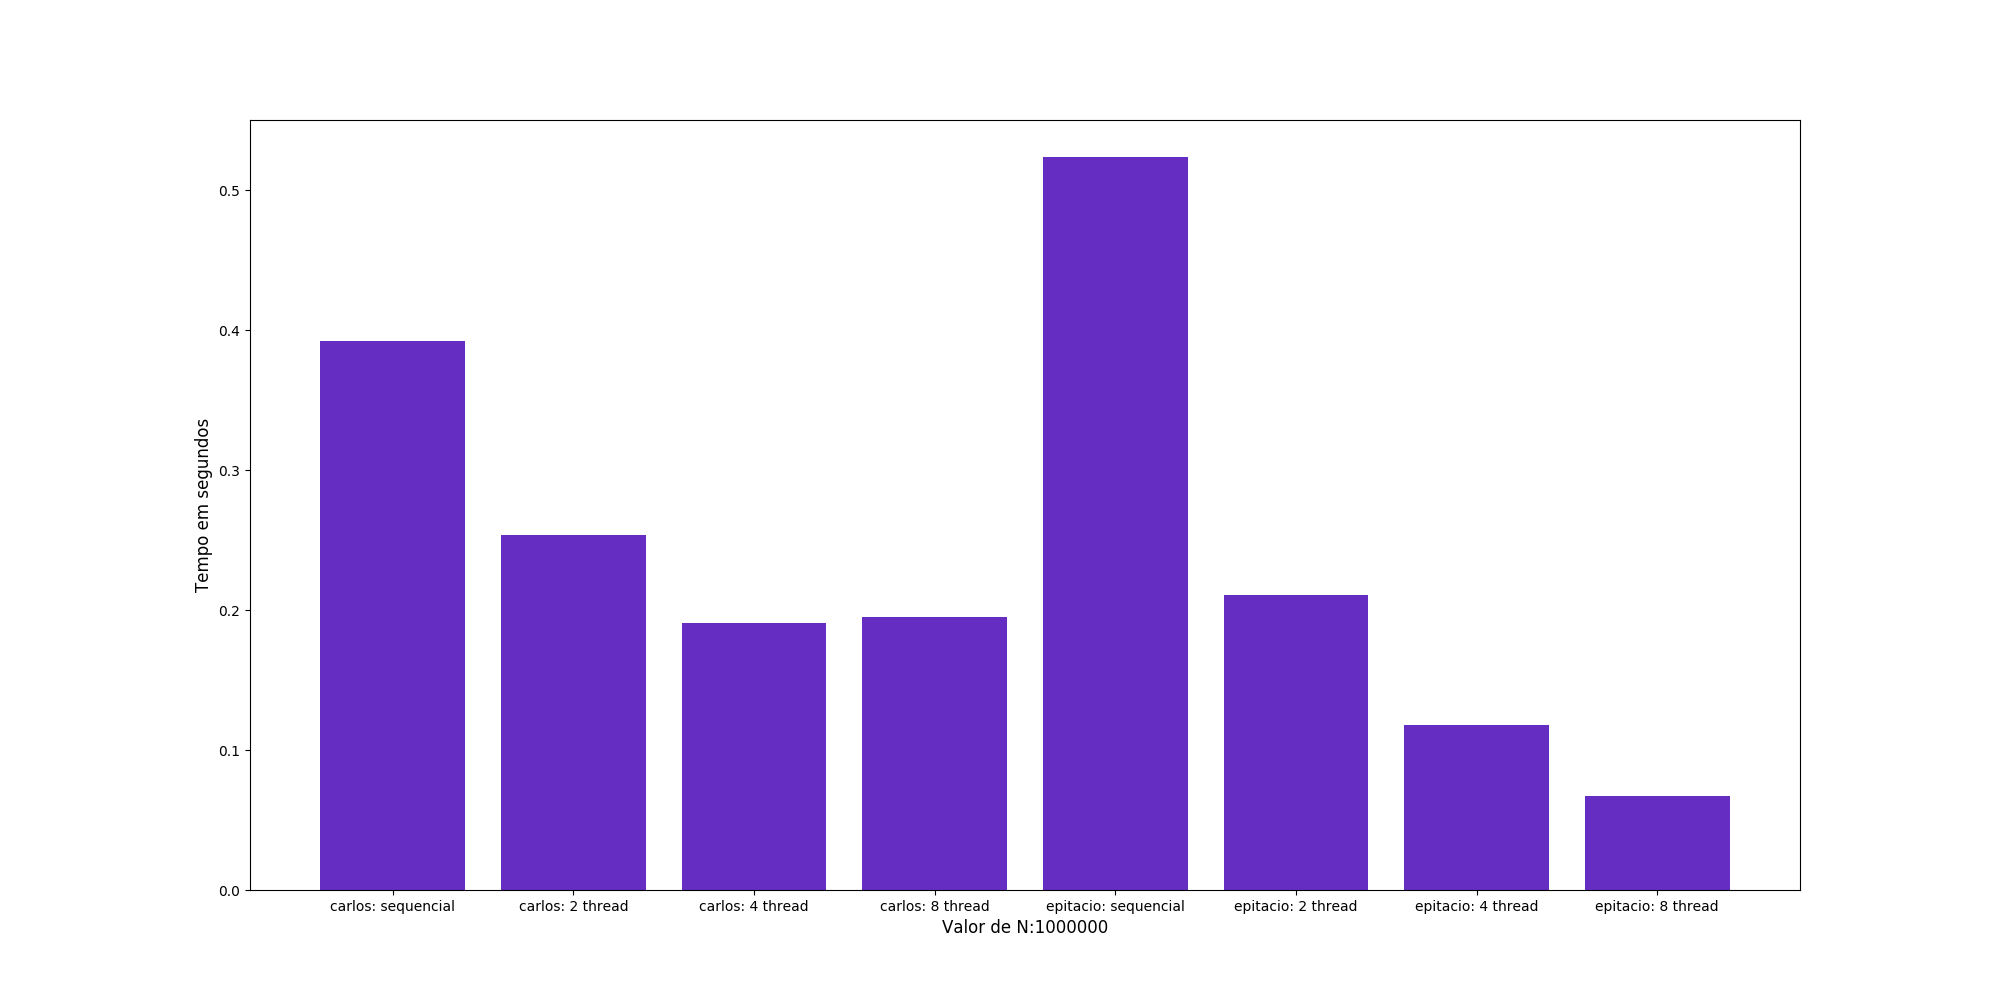 Tempo em segundos
0.5
0.4
0.3
0.2
0.1
0.0
carlos: sequencial carlos: 2 thread carlos: 4 thread carlos: 8 thread epitacio: sequencial epitacio: 2 thread epitacio: 4 thread epitacio: 8 thread
Valor de N:1000000